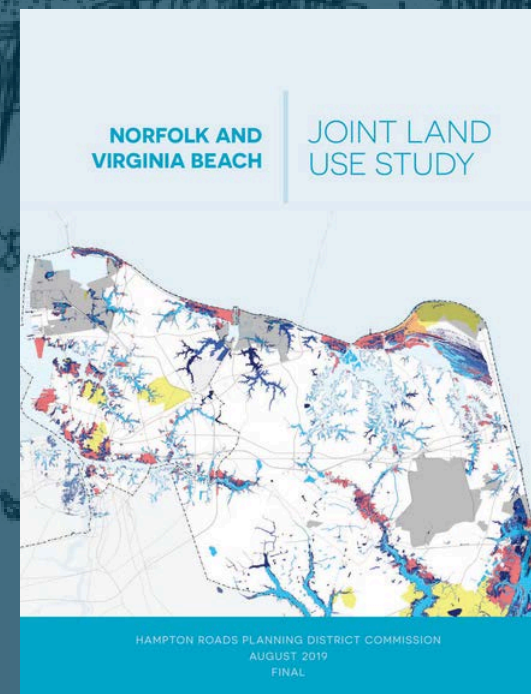 NORFOLK AND
VIRGINIA BEACH
JOINT LAND
USE STUDY
HAMPTON ROADS PLANNING DISTRICT COMMISSION
AUGUST 2019
FINAL